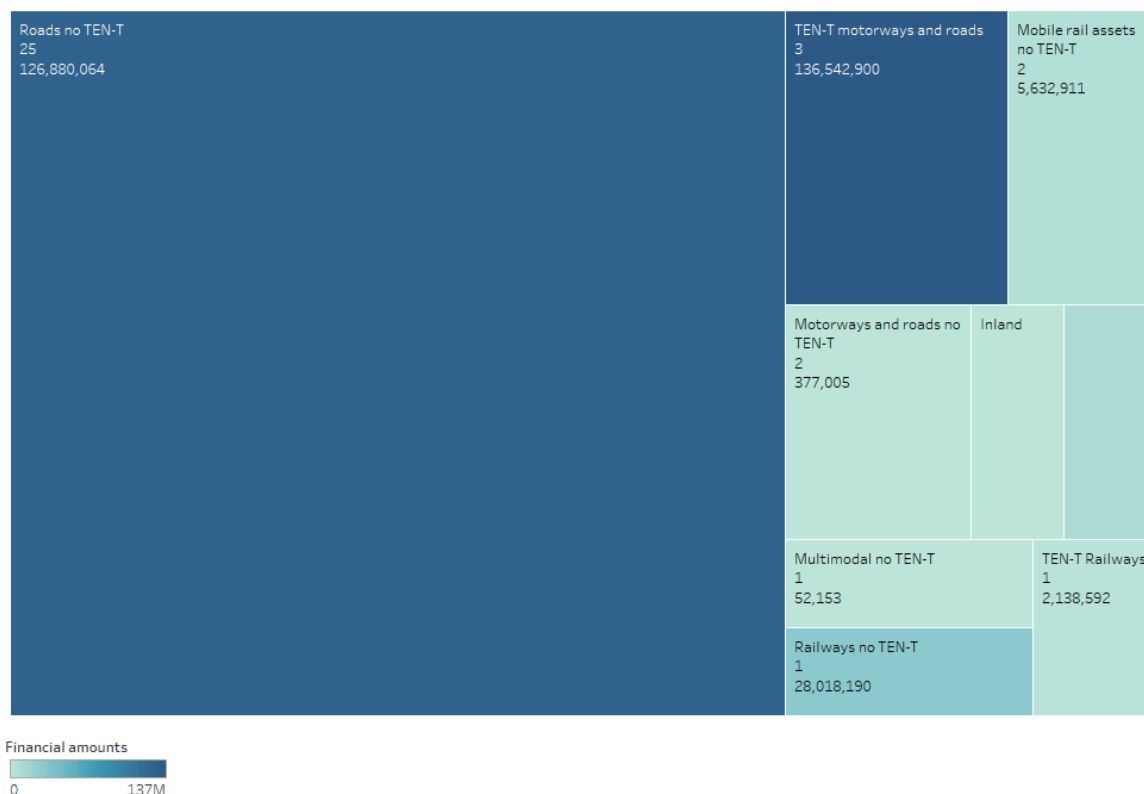 Roads no TEN-T
25
126,880,064
TEN-T motorways and roads
3
136,542,900
Mobile rail assets
no TEN-T
2
5,632,911
Motorways and roads no
TEN-T
2
377,005
Inland
Multimodal no TEN-T
1
52,153
TEN-T Railways
1
2,138,592
Railways no TEN-T
1
28,018,190
Financial amounts
0
137M